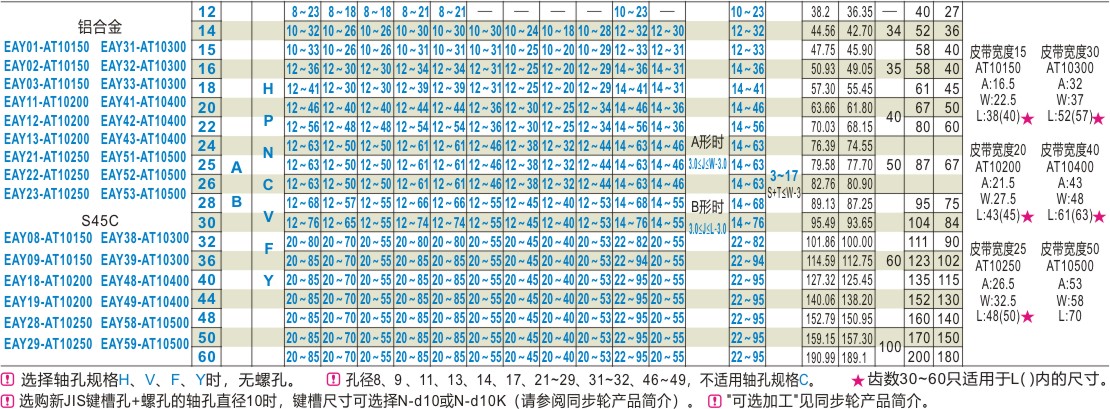 12 8~23 8~18 8~18 8~21 8~21 — — — — 10~23 — 10~23 38.2 36.35 — 40 27
铝合金
14 10~32 10~26 10~26 10~30 10~30 10~30 10~24 10~18 10~28 12~30 12~30 12~30 44.56 42.70 34 52 36
EAY01-AT10150 EAY31-AT10300 15 10~33 10~26 10~26 10~31 10~31 10~30 10~25 10~20 10~29 12~33 12~31 12~33 47.75 45.90 58 40
EAY02-AT10150 EAY32-AT10300 16 12~36 12~30 12~30 12~34 12~34 12~31 12~25 12~20 12~29 14~36 14~31 14~36 50.93 49.05 35 58 40
EAY03-AT10150 EAY33-AT10300 18 H 12~41 12~30 12~30 12~39 12~39 12~31 12~25 12~20 12~29 14~41 14~31 14~41 57.30 55.45 61 45
EAY11-AT10200 EAY41-AT10400 20 12~46 12~40 12~40 12~44 12~44 12~36 12~30 12~25 12~34 14~46 14~36 14~46 63.66 61.80 40 67 50
EAY12-AT10200 EAY42-AT10400 22 P 12~56 12~48 12~48 12~54 12~54 12~36 12~30 12~25 12~34 14~56 14~36 14~56 70.03 68.15 80 60
EAY13-AT10200 EAY43-AT10400 24 N 12~63 12~50 12~50 12~61 12~61 12~46 12~38 12~32 12~44 14~63 14~46 A形时 14~63 76.39 74.55
EAY21-AT10250 EAY51-AT10500 25 A 12~63 12~50 12~50 12~61 12~61 12~46 12~38 12~32 12~44 14~63 14~46 3.0≤J≤W-3.0 14~63 3~17 79.58 77.70 50 87 67
EAY22-AT10250 EAY52-AT10500 26 C 12~63 12~50 12~50 12~61 12~61 12~46 12~38 12~32 12~44 14~63 14~46 14~63 S+T≤W-3 82.76 80.90
EAY23-AT10250 EAY53-AT10500 28 B 12~68 12~57 12~55 12~66 12~66 12~55 12~45 12~38 12~53 14~68 14~55 B形时 14~68 89.13 87.25 95 75
S45C 30 V 12~76 12~65 12~55 12~74 12~74 12~55 12~45 12~38 12~53 14~76 14~55 3.0≤J≤L-3.0 14~76 95.49 93.65 104 84
EAY08-AT10150 EAY38-AT10300 32 F 20~80 20~70 20~55 20~80 20~80 20~55 20~45 20~40 20~53 22~82 20~55 22~82 101.86 100.00 111 90
EAY09-AT10150 EAY39-AT10300 36 20~85 20~70 20~55 20~85 20~85 20~55 20~45 20~40 20~53 22~94 20~55 22~94 114.59 112.75 60 123 102
EAY18-AT10200 EAY48-AT10400 40 Y 20~85 20~70 20~55 20~85 20~85 20~55 20~45 20~40 20~53 22~95 20~55 22~95 127.32 125.45 135 115
EAY19-AT10200 EAY49-AT10400 44 20~85 20~70 20~55 20~85 20~85 20~55 20~45 20~40 20~53 22~95 20~55 22~95 140.06 138.20 152 130
EAY28-AT10250 EAY58-AT10500 48 20~85 20~70 20~55 20~85 20~85 20~55 20~45 20~40 20~53 22~95 20~55 22~95 152.79 150.95 160 140
EAY29-AT10250 EAY59-AT10500 50 20~85 20~70 20~55 20~85 20~85 20~55 20~45 20~40 20~53 22~95 20~55 22~95 159.15 157.30 100 170 150
60 20~85 20~70 20~55 20~85 20~85 20~55 20~45 20~40 20~53 22~95 20~55 22~95 190.99 189.1 200 180
皮带宽度15 皮带宽度30
AT10150 AT10300
A:16.5 A:32
W:22.5 W:37
L:38(40)★ L:52(57)★
皮带宽度20 皮带宽度40
AT10200 AT10400
A:21.5 A:43
W:27.5 W:48
L:43(45)★ L:61(63)★
皮带宽度25 皮带宽度50
AT10250 AT10500
A:26.5 A:53
W:32.5 W:58
L:48(50)★ L:70
选择轴孔规格H、V、F、Y时，无螺孔。 孔径8、9、11、13、14、17、21~29、31~32、46~49，不适用轴孔规格C。 ★齿数30~60只适用于L( )内的尺寸.
选购新JIS键槽孔+螺孔的轴孔直径10时，键槽尺寸可选择N-d10或N-d10K（请参阅同步轮产品简介）。 "可选加工"见同步轮产品简介。